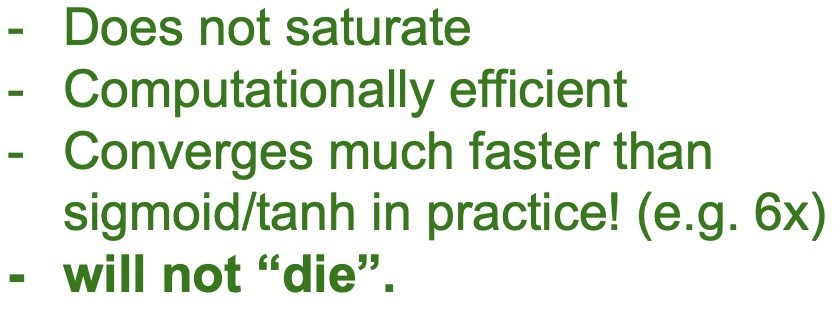 - Does not saturate
- Computationally efficient
- Converges much faster than
sigmoid/tanh in practice! (e.g. 6x)
- will not “die”.